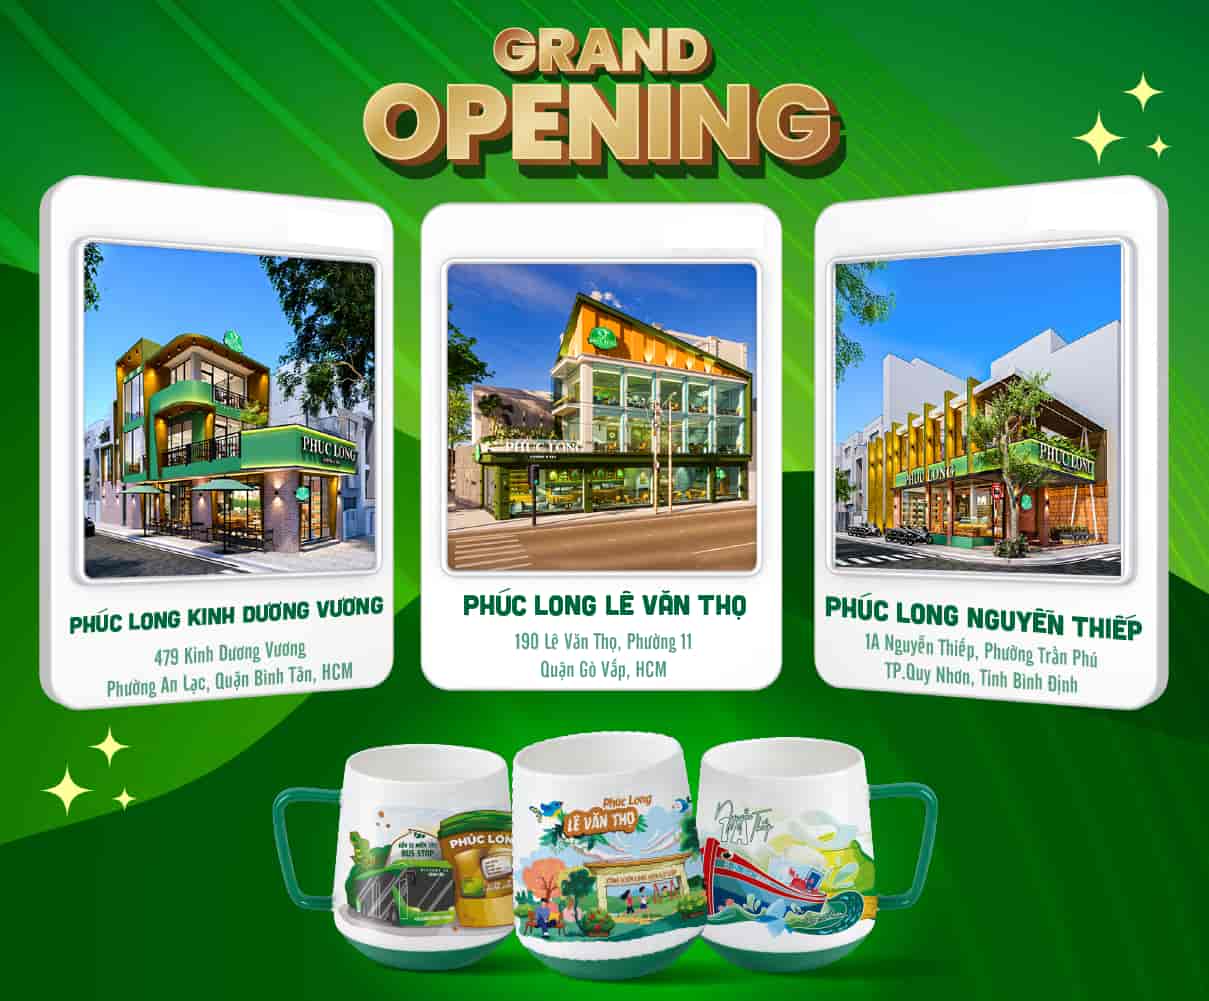 GRAND
OPENING
PHÚC LONG
PHÚC LONG
PHÚC LONG
PHÚC LONG
PHÚC LONG KINH DƯƠNG VƯƠNG
479 Kinh Dương Vương
Phường An Lạc, Quận Bình Tân, HCM
PHÚC LONG LÊ VĂN THỌ
190 Lê Văn Thọ, Phường 11
Quận Gò Vấp, HCM
PHÚC LONG NGUYỄN THIẾP
1A Nguyễn Thiếp, Phường Trần Phú
TP.Quy Nhơn, Tỉnh Bình Định
BUS STOP
PHÚC LON
Phúc Long
LÊ VĂN THỌ